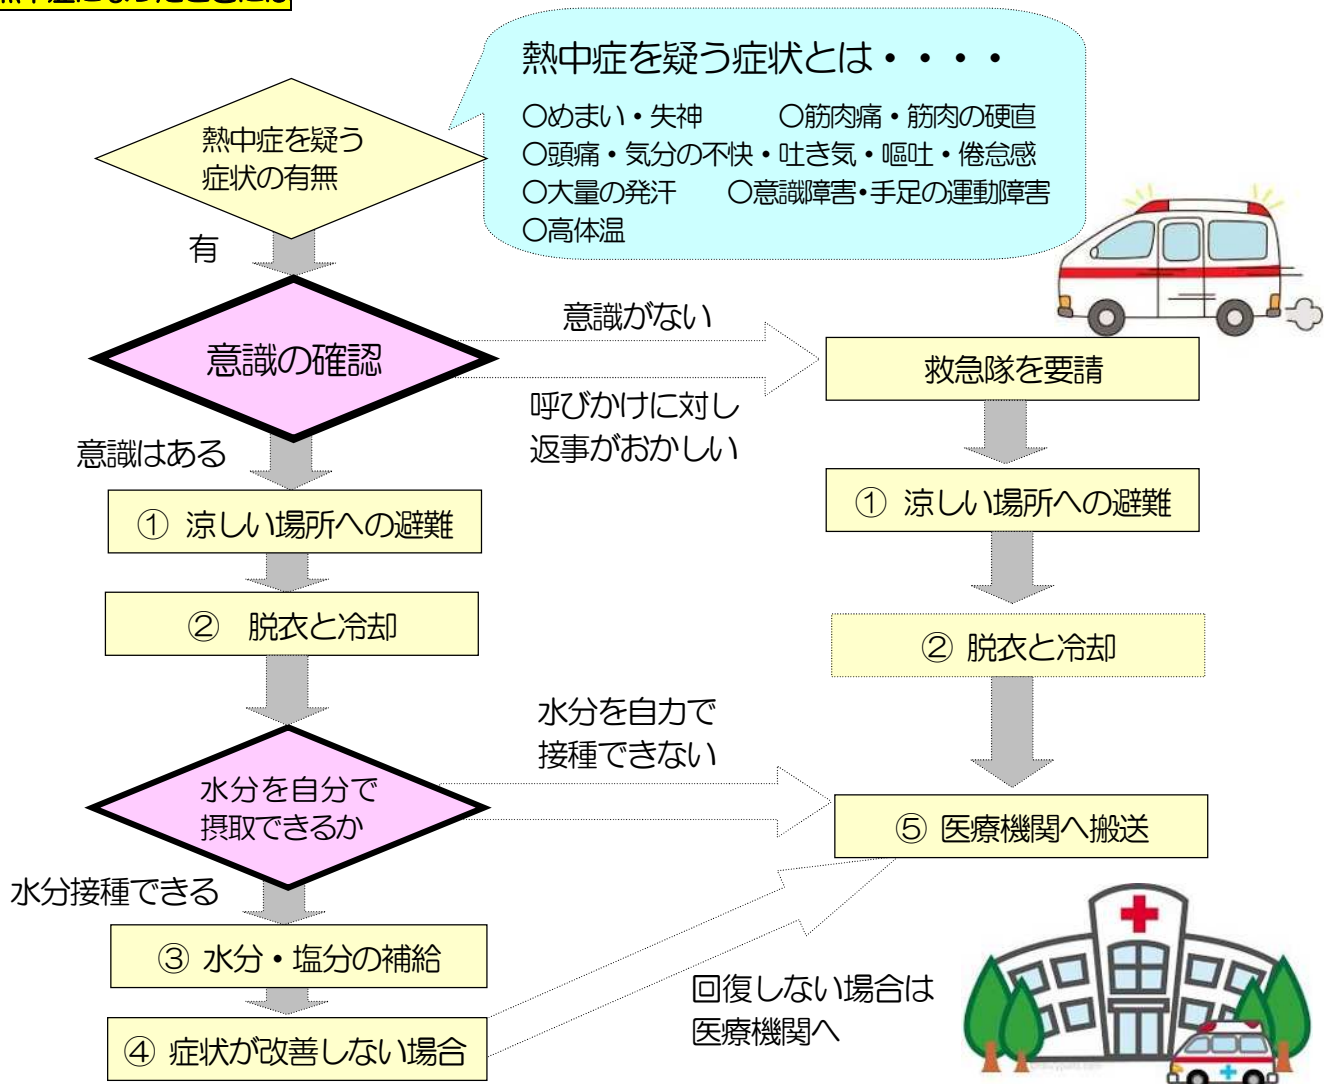 熱中症を疑う症状とは・・・・
○めまい・失神　○筋肉痛・筋肉の硬直
○頭痛・気分の不快・吐き気・嘔吐・倦怠感
○大量の発汗　○意識障害・手足の運動障害
○高体温
熱中症を疑う
症状の有無
有
意識の確認
意識がない
呼びかけに対し
返事がおかしい
救急隊を要請
意識はある
① 涼しい場所への避難
① 涼しい場所への避難
② 脱衣と冷却
② 脱衣と冷却
水分を自力で
接種できない
水分を自分で
摂取できるか
⑤ 医療機関へ搬送
水分接種できる
③ 水分・塩分の補給
回復しない場合は
医療機関へ
④ 症状が改善しない場合